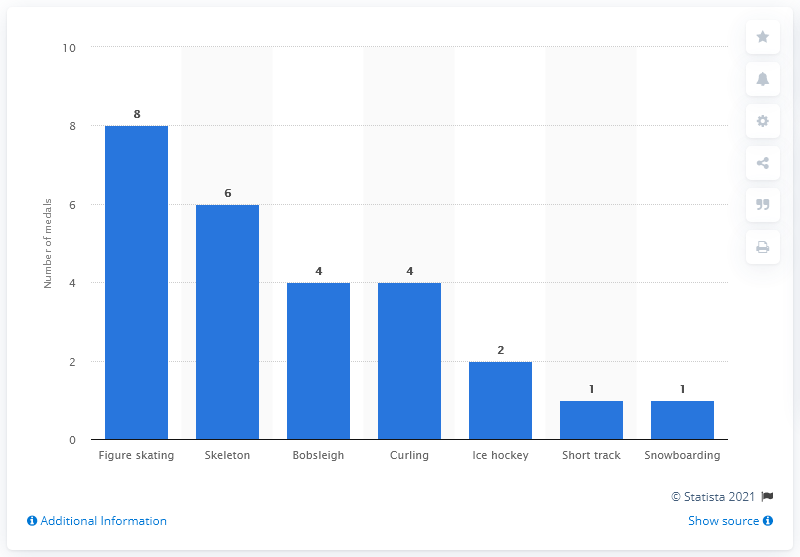 10
8
6
4
2
0
Number of medals
8
6
4
4
2
1
1
Figure skating
Skeleton
Bobsleigh
Curling
Ice hockey
Short track
Snowboarding
© Statista 2021
Additional Information
Show source